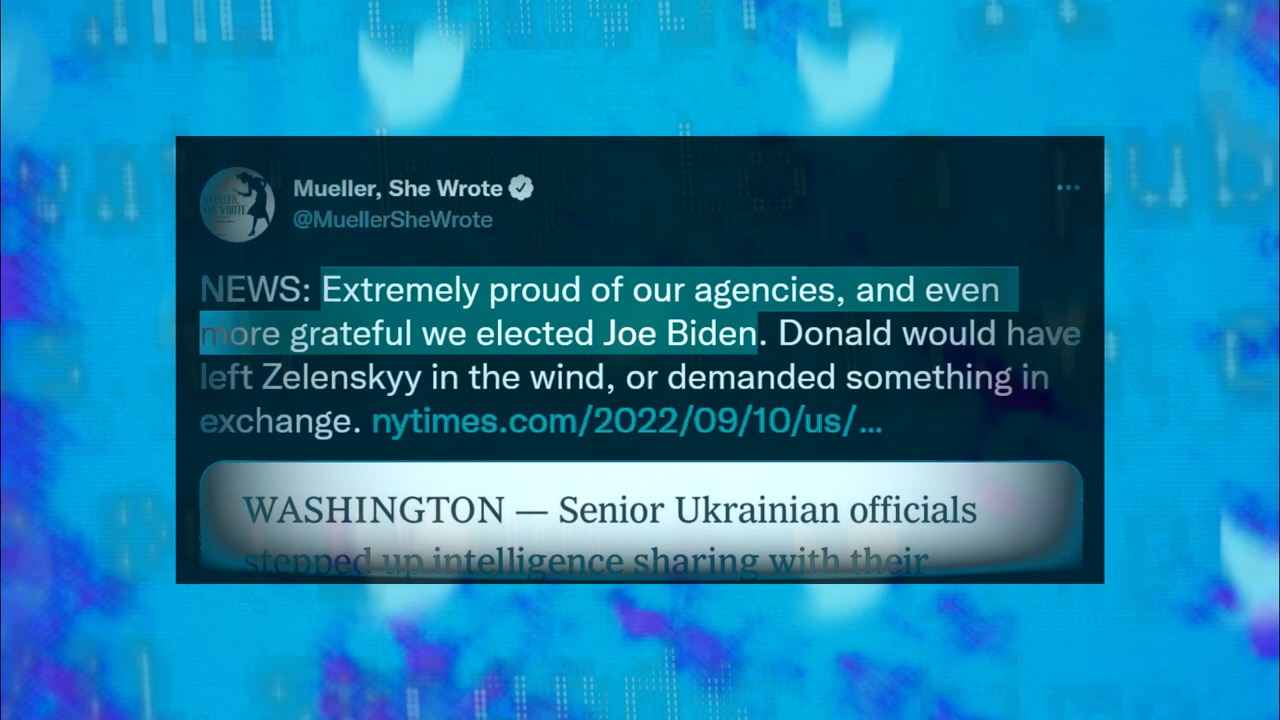 Mueller, She Wrote
@MuellerSheWrote
NEWS: Extremely proud of our agencies, and even
more grateful we elected Joe Biden. Donald would have
left Zelenskyy in the wind, or demanded something in
exchange. nytimes.com/2022/09/10/us/...
WASHINGTON — Senior Ukrainian officials
stepped up intelligence sharing with their